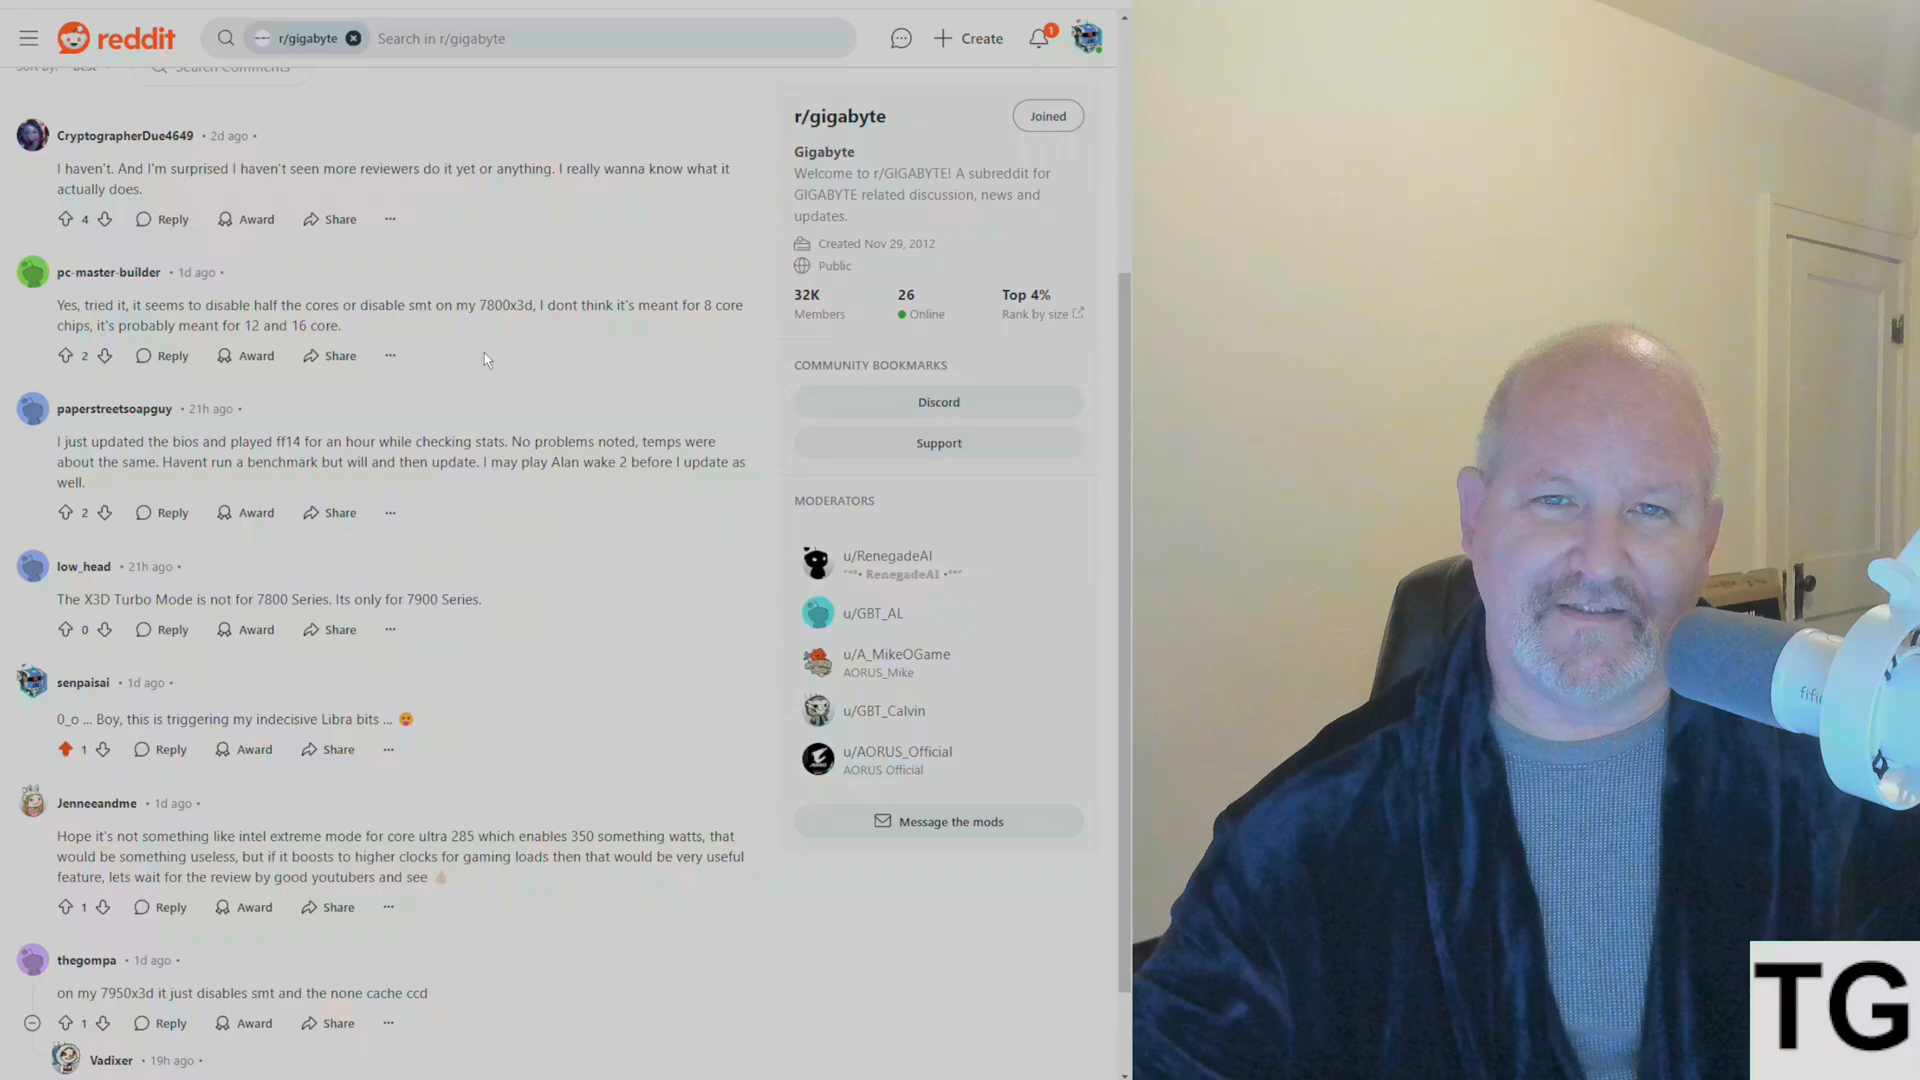 reddit
r/gigabyte
Search in r/gigabyte
Create
1
Sort by: Best
Search Comments
CryptographerDue4649 • 2d ago •
I haven't. And I'm surprised I haven't seen more reviewers do it yet or anything. I really wanna know what it
actually does.
4 Reply Award Share
pc-master-builder • 1d ago •
Yes, tried it, it seems to disable half the cores or disable smt on my 7800x3d, I dont think it's meant for 8 core
chips, it's probably meant for 12 and 16 core.
2 Reply Award Share
paperstreetsoapguy • 21h ago •
I just updated the bios and played ff14 for an hour while checking stats. No problems noted, temps were
about the same. Havent run a benchmark but will and then update. I may play Alan wake 2 before I update as
well.
2 Reply Award Share
low_head • 21h ago •
The X3D Turbo Mode is not for 7800 Series. Its only for 7900 Series.
0 Reply Award Share
senpaisai • 1d ago •
0_o ... Boy, this is triggering my indecisive Libra bits ...
1 Reply Award Share
Jenneeandme • 1d ago •
Hope it's not something like intel extreme mode for core ultra 285 which enables 350 something watts, that
would be something useless, but if it boosts to higher clocks for gaming loads then that would be very useful
feature, lets wait for the review by good youtubers and see
1 Reply Award Share
thegompa • 1d ago •
on my 7950x3d it just disables smt and the none cache ccd
1 Reply Award Share
Vadixer • 19h ago •
r/gigabyte
Joined
Gigabyte
Welcome to r/GIGABYTE! A subreddit for
GIGABYTE related discussion, news and
updates.
Created Nov 29, 2012
Public
32K 26 Top 4%
Members Online Rank by size
COMMUNITY BOOKMARKS
Discord
Support
MODERATORS
u/RenegadeAI
°*°• RenegadeAI •°*°
u/GBT_AL
u/A_MikeOGame
AORUS_Mike
u/GBT_Calvin
u/AORUS_Official
AORUS Official
Message the mods
TG